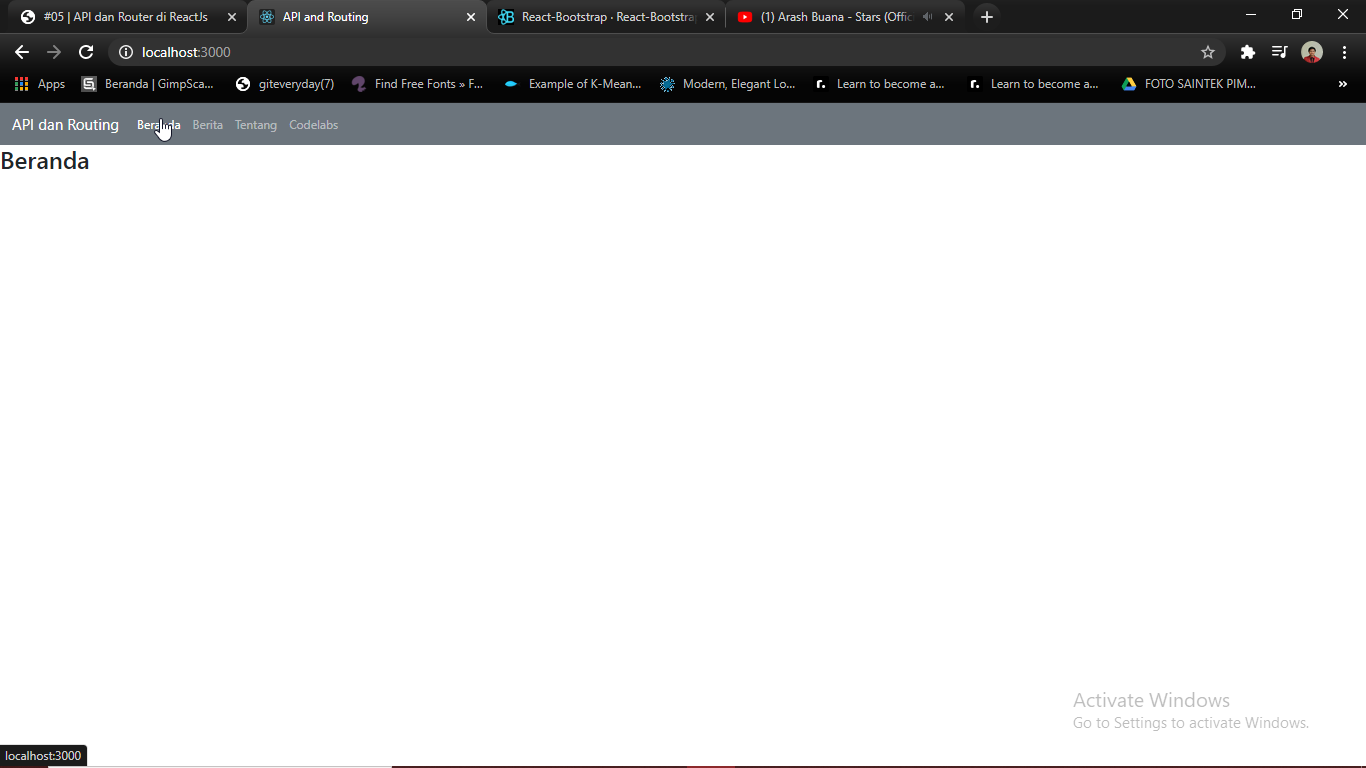 #05 | API dan Router di ReactJs
API and Routing
React-Bootstrap · React-Bootstra
(1) Arash Buana - Stars (Offic
localhost:3000
Apps
Beranda | GimpSca...
giteveryday(7)
Find Free Fonts » F...
Example of K-Mean...
Modern, Elegant Lo...
Learn to become a...
Learn to become a...
FOTO SAINTEK PIM...
»
API dan Routing
Beranda
Berita
Tentang
Codelabs
Beranda
Activate Windows
Go to Settings to activate Windows.
localhost:3000